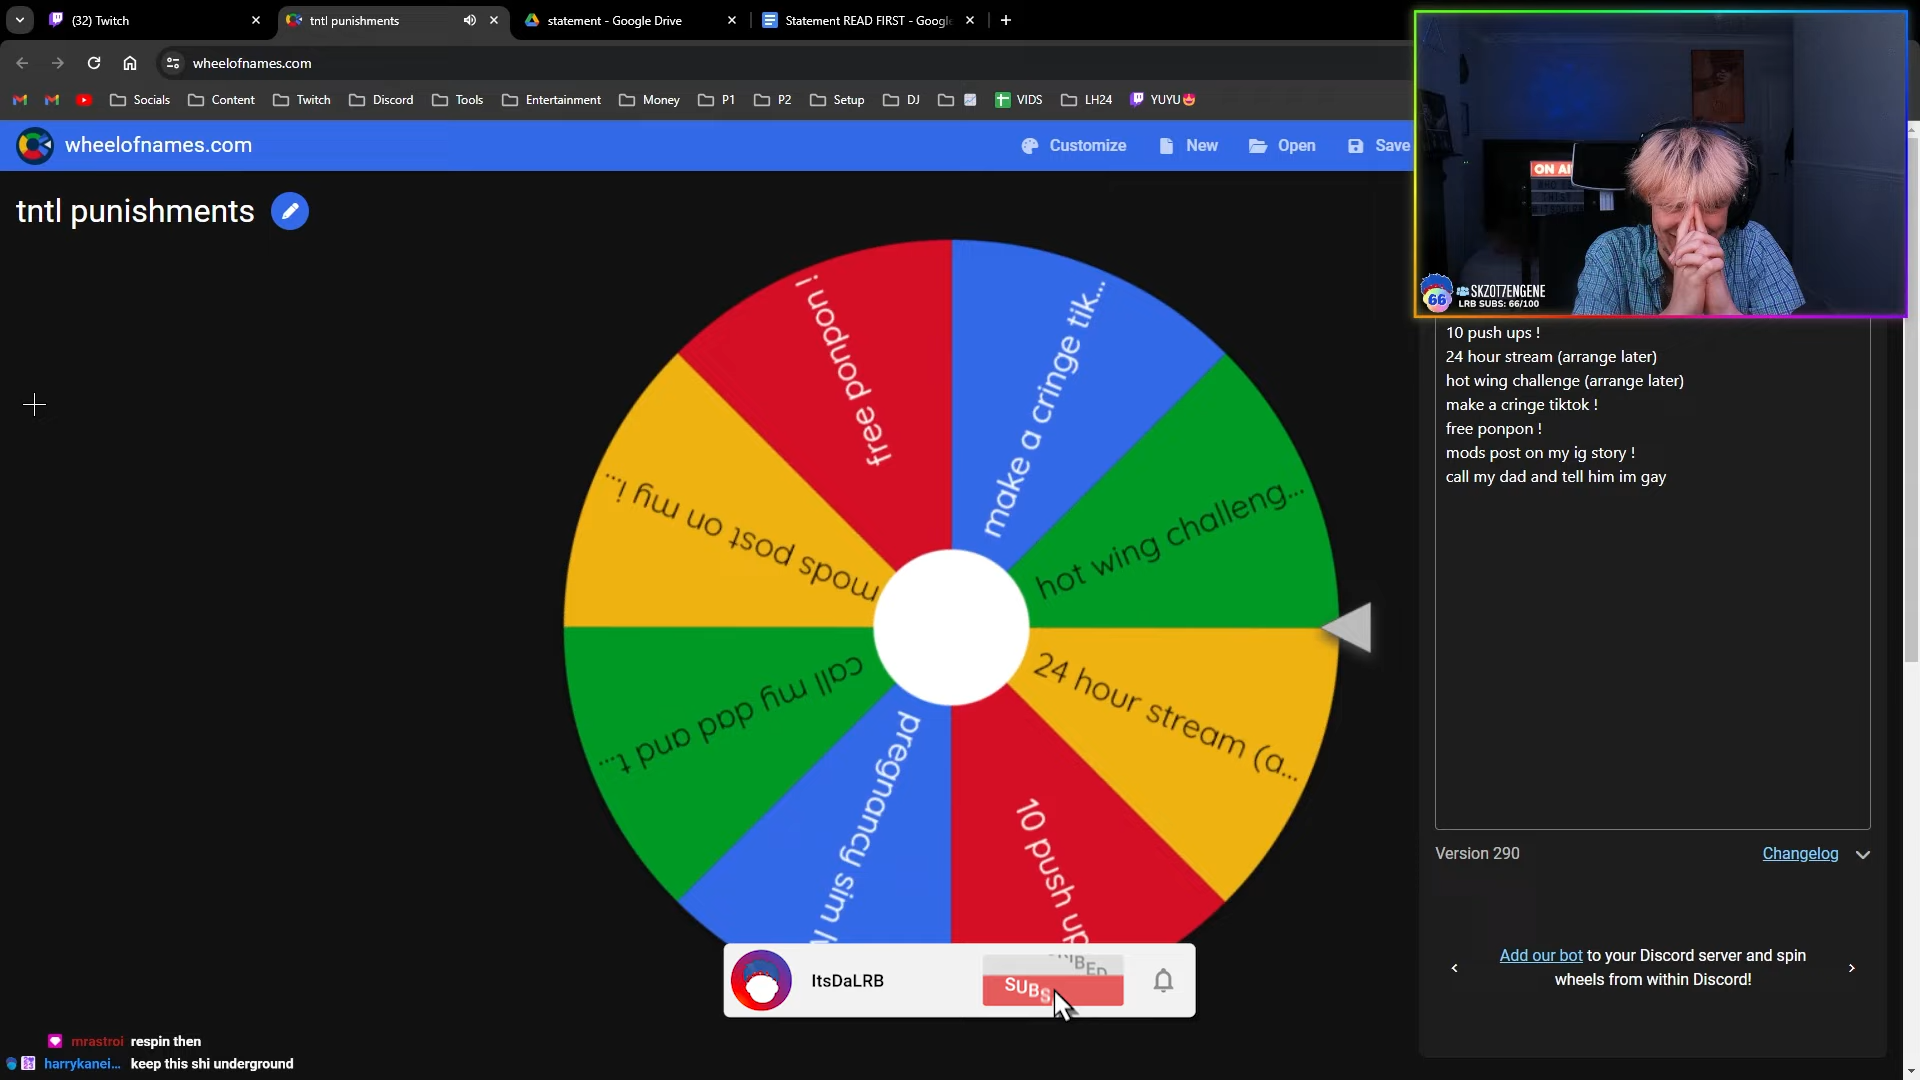 (32) Twitch
tntl punishments
statement - Google Drive
Statement READ FIRST - Google
wheelofnames.com
Socials
Content
Twitch
Discord
Tools
Entertainment
Money
P1
P2
Setup
DJ
VIDS
LH24
YUYU😍
wheelofnames.com
Customize
New
Open
Save
tntl punishments
ON AI
66
SKZOT7ENGENE
LRB SUBS: 66/100
free ponpon !
make a cringe tik...
hot wing challeng...
24 hour stream (a...
10 push up
pregnancy sim
call my dad and t...
mods post on my i...
10 push ups !
24 hour stream (arrange later)
hot wing challenge (arrange later)
make a cringe tiktok !
free ponpon !
mods post on my ig story !
call my dad and tell him im gay
Version 290
Changelog
Add our bot to your Discord server and spin
wheels from within Discord!
ItsDaLRB
SUBS
mrastroi respin then
harrykanei... keep this shi underground